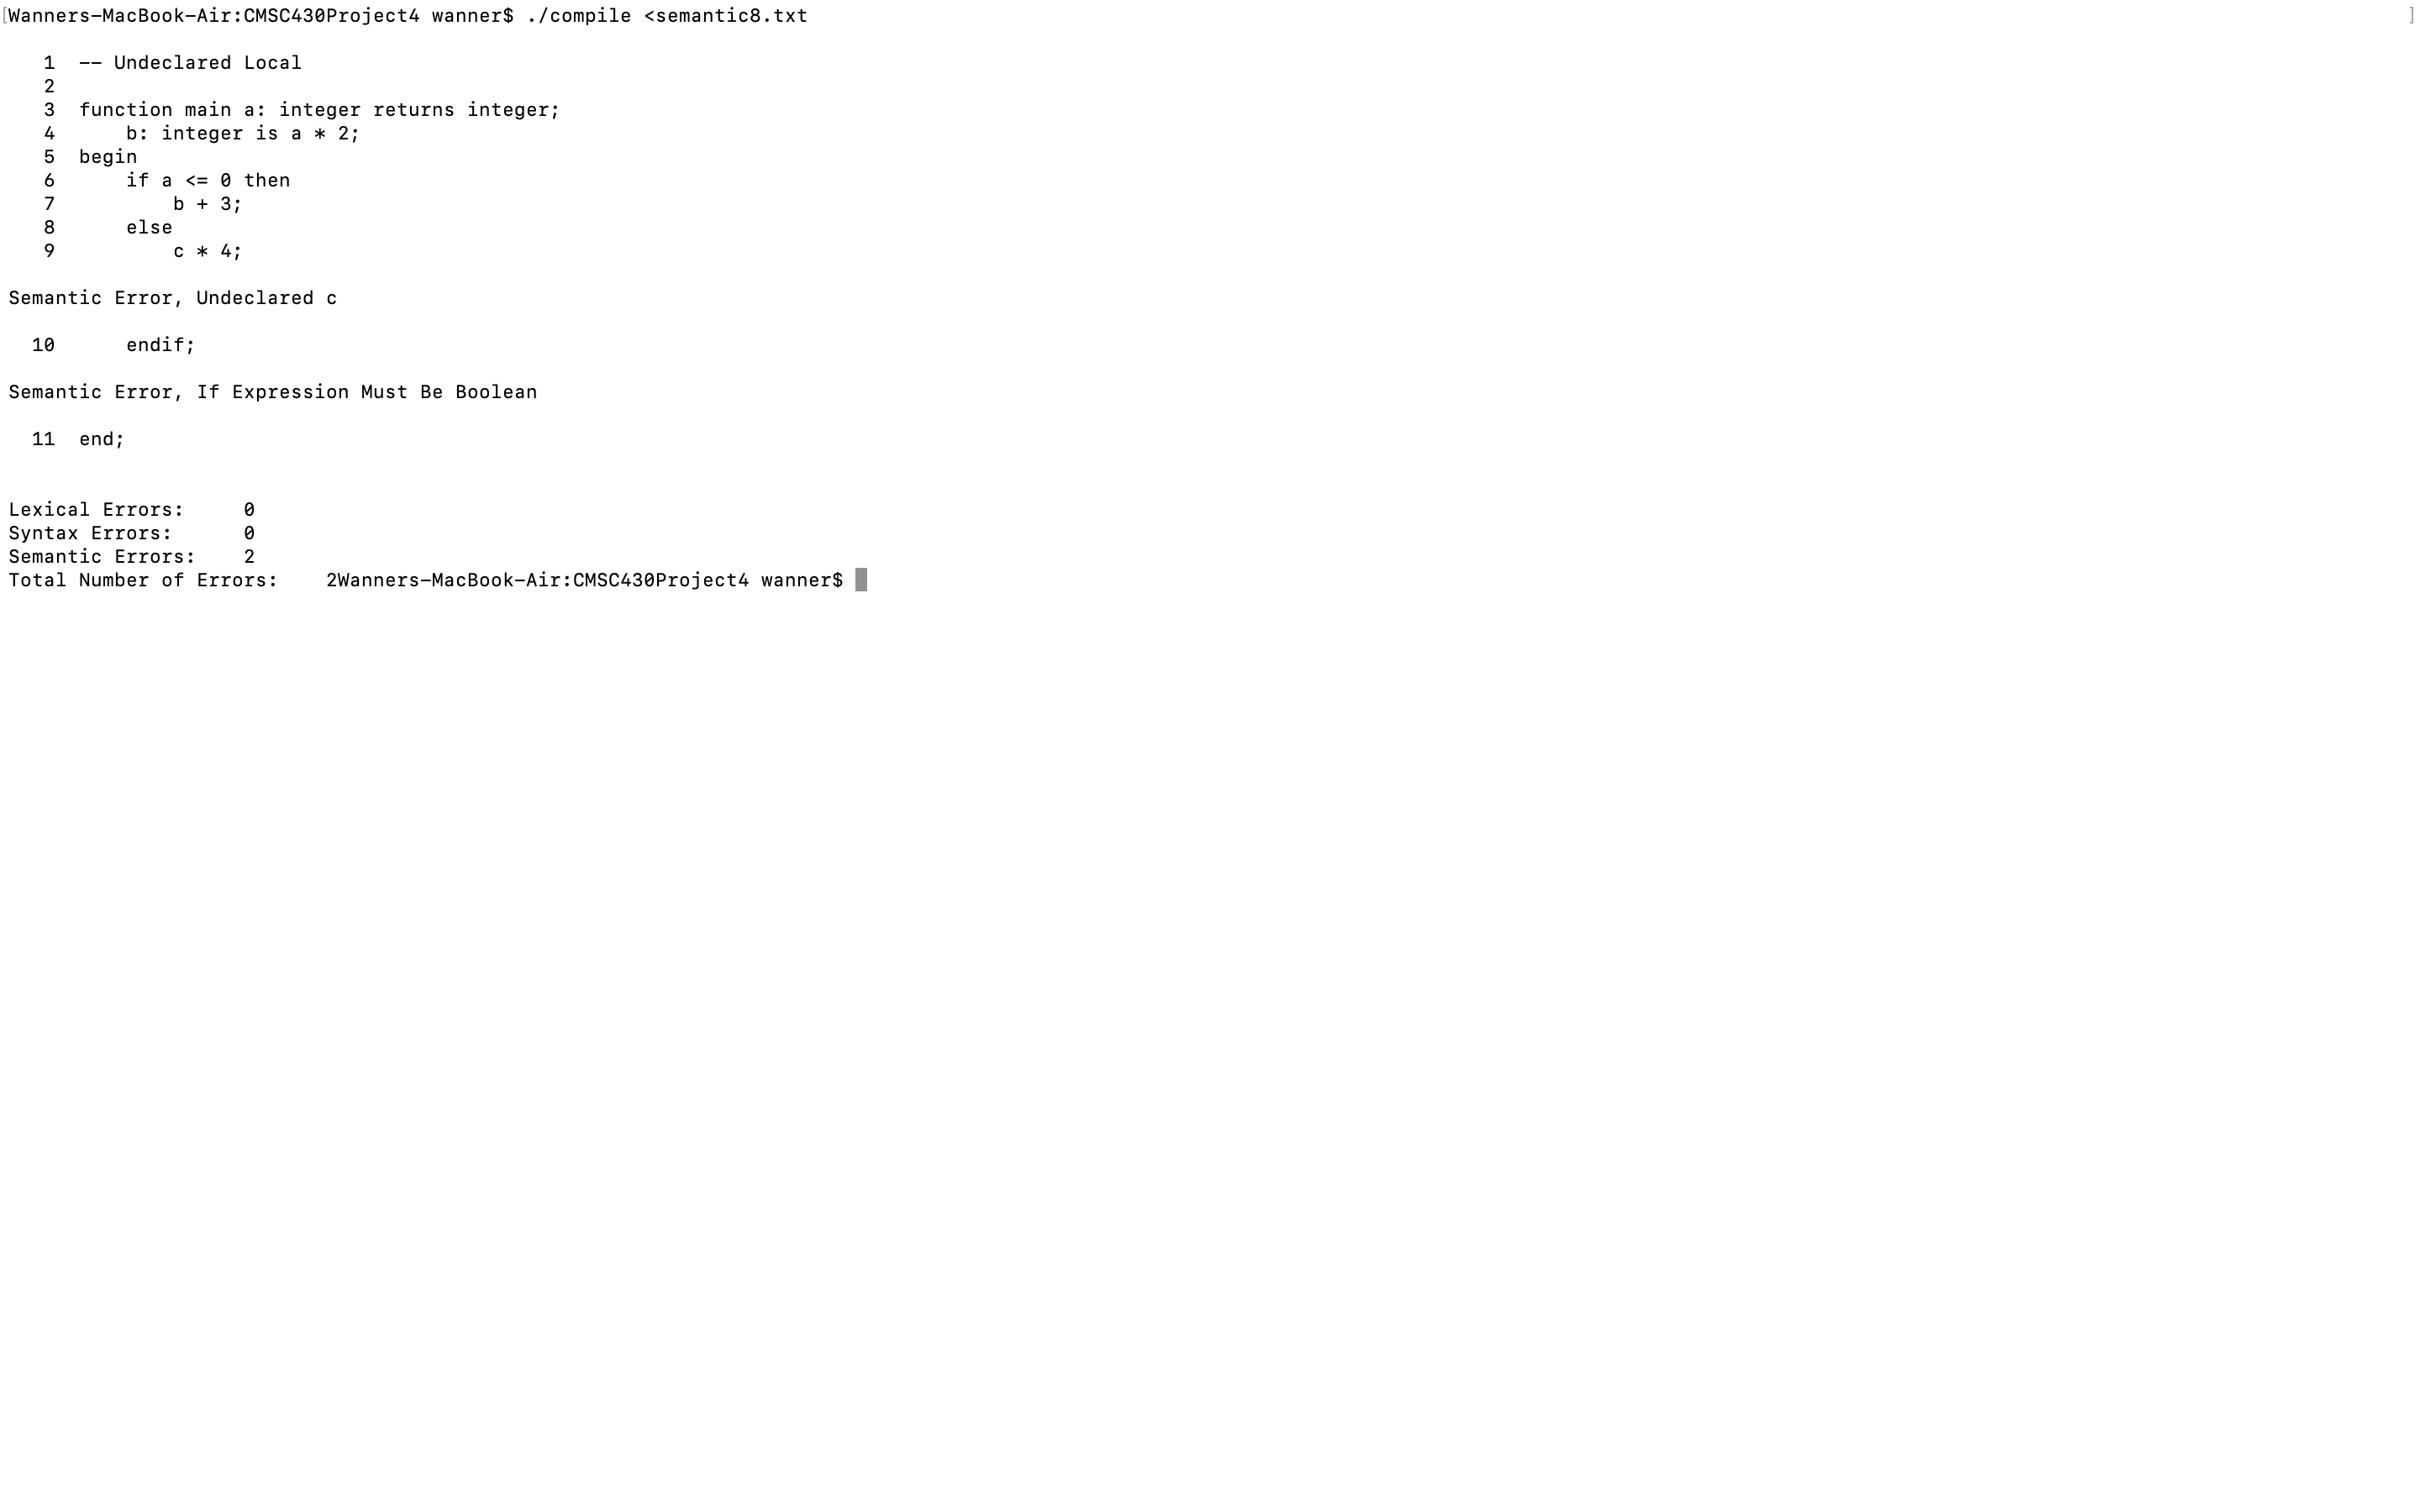 [Wanners-MacBook-Air:CMSC430Project4 wanner$ ./compile <semantic8.txt ]
1 -- Undeclared Local
2
3 function main a: integer returns integer;
4 b: integer is a * 2;
5 begin
6 if a <= 0 then
7 b + 3;
8 else
9 c * 4;
Semantic Error, Undeclared c
10 endif;
Semantic Error, If Expression Must Be Boolean
11 end;
Lexical Errors: 0
Syntax Errors: 0
Semantic Errors: 2
Total Number of Errors: 2Wanners-MacBook-Air:CMSC430Project4 wanner$